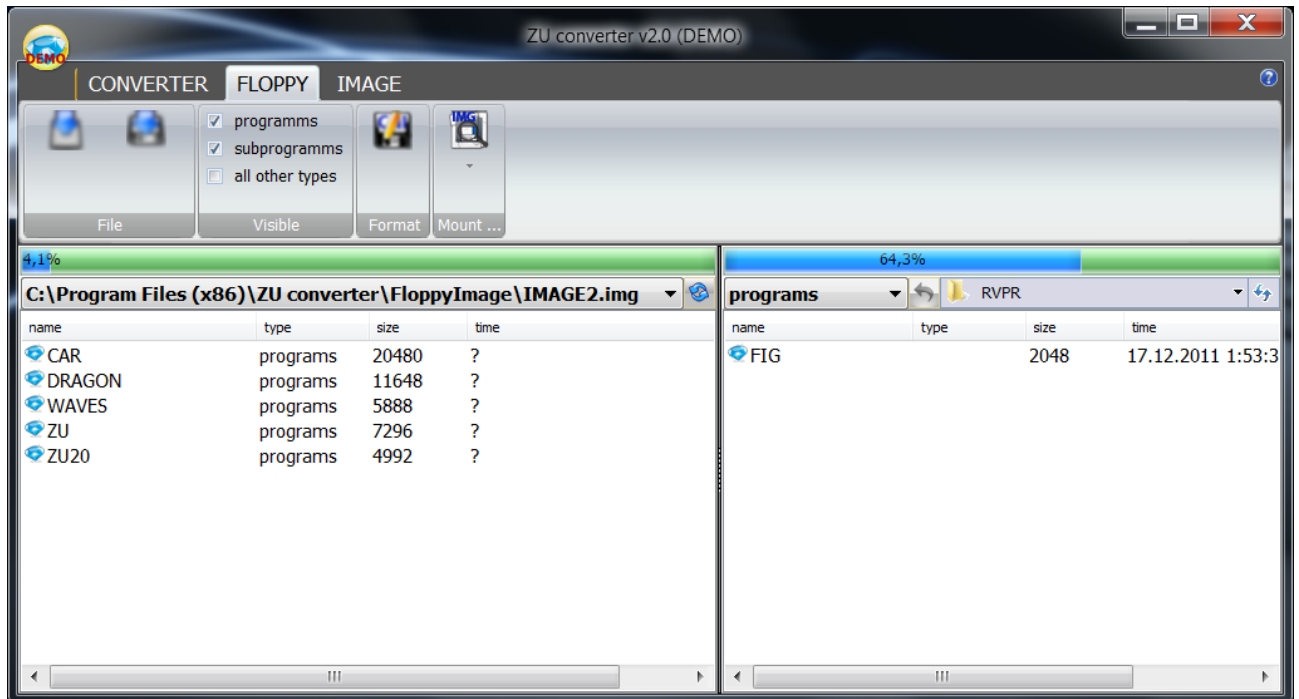 ZU converter v2.0 (DEMO)
DEMO
CONVERTER FLOPPY IMAGE
programms
subprogramms
all other types
IMG
File Visible Format Mount ...
4,1% 64,3%
C:\Program Files (x86)\ZU converter\FloppyImage\IMAGE2.img programs RVPR
name type size time name type size time
CAR programs 20480 ? FIG 2048 17.12.2011 1:53:3
DRAGON programs 11648 ?
WAVES programs 5888 ?
ZU programs 7296 ?
ZU20 programs 4992 ?